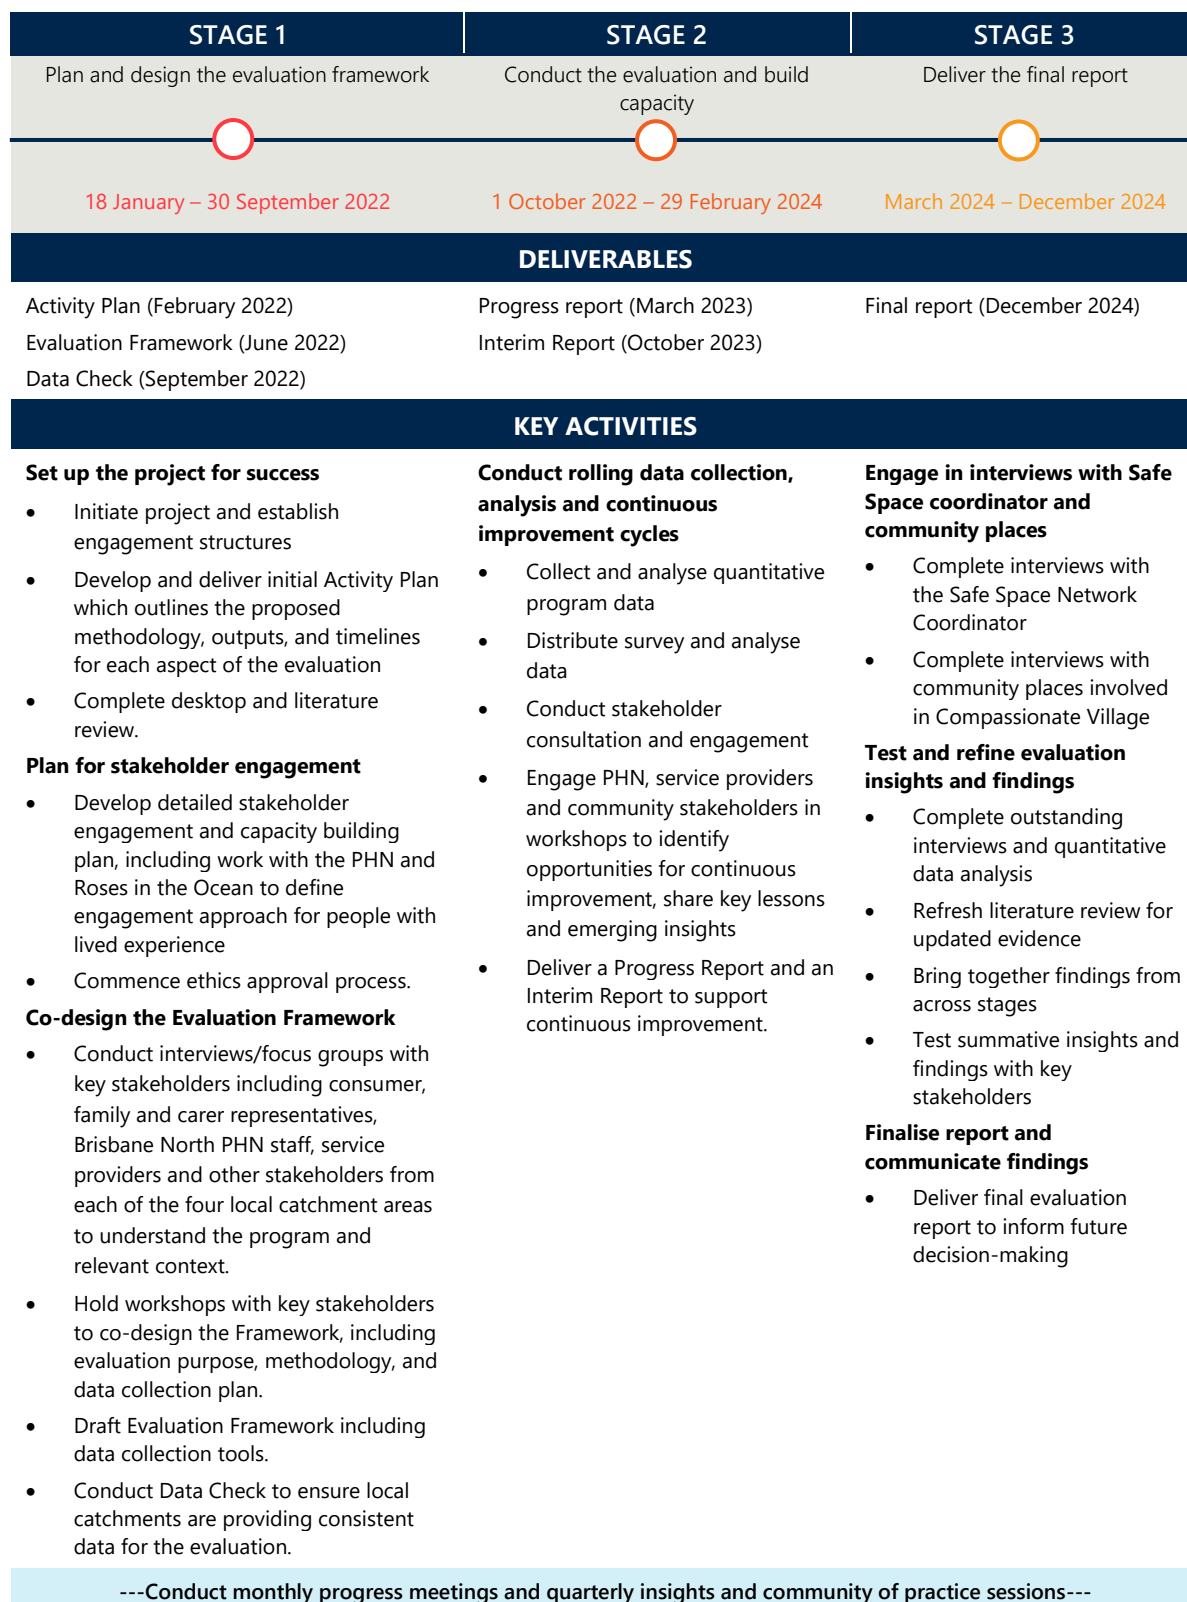 STAGE 1
STAGE 2
STAGE 3
Plan and design the evaluation framework
Conduct the evaluation and build
capacity
Deliver the final report
18 January – 30 September 2022
1 October 2022 – 29 February 2024
March 2024 – December 2024
DELIVERABLES
Activity Plan (February 2022)
Evaluation Framework (June 2022)
Data Check (September 2022)
Progress report (March 2023)
Interim Report (October 2023)
Final report (December 2024)
KEY ACTIVITIES
Set up the project for success
• Initiate project and establish
engagement structures
• Develop and deliver initial Activity Plan
which outlines the proposed
methodology, outputs, and timelines
for each aspect of the evaluation
• Complete desktop and literature
review.
Plan for stakeholder engagement
• Develop detailed stakeholder
engagement and capacity building
plan, including work with the PHN and
Roses in the Ocean to define
engagement approach for people with
lived experience
• Commence ethics approval process.
Co-design the Evaluation Framework
• Conduct interviews/focus groups with
key stakeholders including consumer,
family and carer representatives,
Brisbane North PHN staff, service
providers and other stakeholders from
each of the four local catchment areas
to understand the program and
relevant context.
• Hold workshops with key stakeholders
to co-design the Framework, including
evaluation purpose, methodology, and
data collection plan.
• Draft Evaluation Framework including
data collection tools.
• Conduct Data Check to ensure local
catchments are providing consistent
data for the evaluation.
Conduct rolling data collection,
analysis and continuous
improvement cycles
• Collect and analyse quantitative
program data
• Distribute survey and analyse
data
• Conduct stakeholder
consultation and engagement
• Engage PHN, service providers
and community stakeholders in
workshops to identify
opportunities for continuous
improvement, share key lessons
and emerging insights
• Deliver a Progress Report and an
Interim Report to support
continuous improvement.
Engage in interviews with Safe
Space coordinator and
community places
• Complete interviews with
the Safe Space Network
Coordinator
• Complete interviews with
community places involved
in Compassionate Village
Test and refine evaluation
insights and findings
• Complete outstanding
interviews and quantitative
data analysis
• Refresh literature review for
updated evidence
• Bring together findings from
across stages
• Test summative insights and
findings with key
stakeholders
Finalise report and
communicate findings
• Deliver final evaluation
report to inform future
decision-making
---Conduct monthly progress meetings and quarterly insights and community of practice sessions---